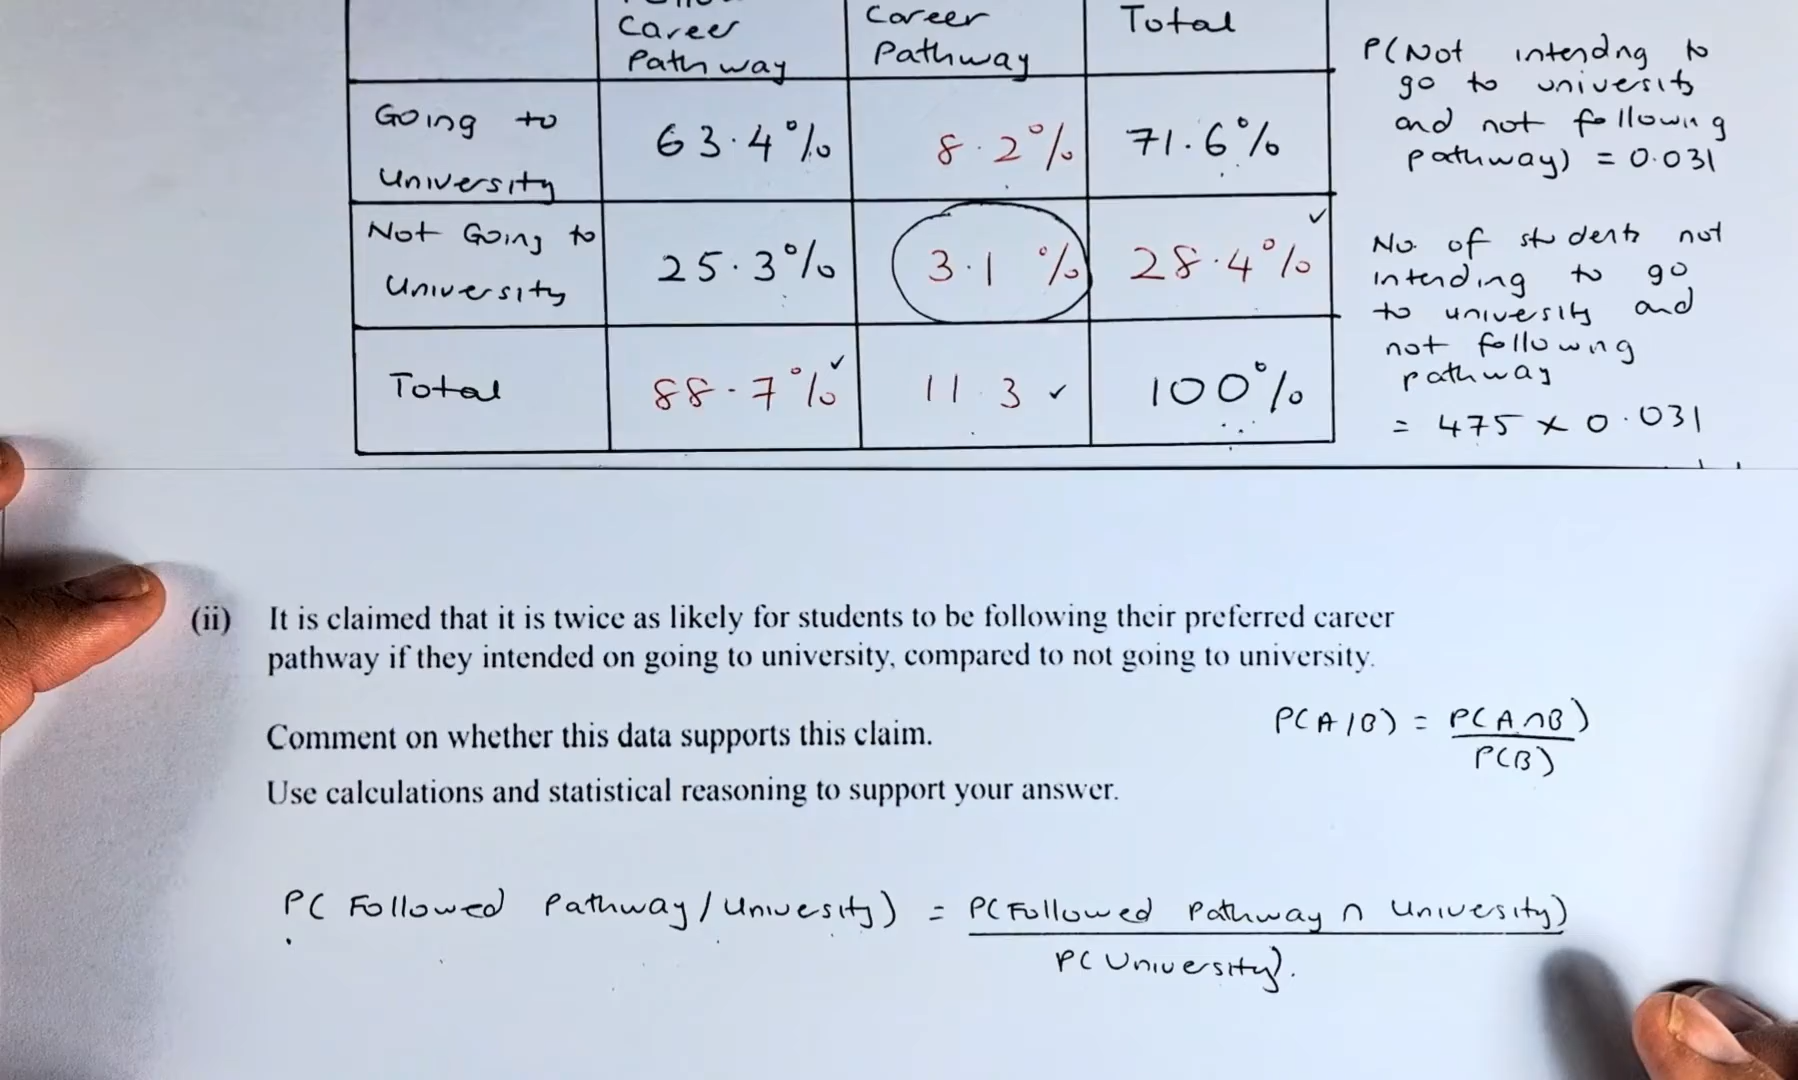 Career
Pathway
Career
Pathway
Total
Going to
University
63.4%
8.2%
71.6%
Not Going to
University
25.3%
3.1 %
28.4%
Total
88.7%
11.3
100%
P(Not intendng to
go to university
and not following
pathway) = 0.031
No. of students not
intending to go
to university and
not following
pathway
= 475 x 0.031
(ii) It is claimed that it is twice as likely for students to be following their preferred career
pathway if they intended on going to university, compared to not going to university.
Comment on whether this data supports this claim.
Use calculations and statistical reasoning to support your answer.
P(A/B) = P(A∩B)
P(B)
P( Followed Pathway/Univesity) = P(Followed Pathway ∩ University)
P(University).